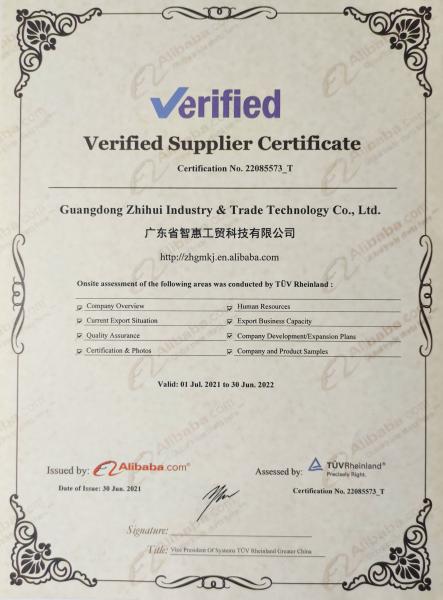 Verified
Verified Supplier Certificate
Certification No. 22085573_T
Guangdong Zhihui Industry & Trade Technology Co., Ltd.
广东省智惠工贸科技有限公司
http://zhgmkj.en.alibaba.com
Onsite assessment of the following areas was conducted by TÜV Rheinland :
Company Overview
Human Resources
Current Export Situation
Export Business Capacity
Quality Assurance
Company Development/Expansion Plans
Certification & Photos
Company and Product Samples
Valid: 01 Jul. 2021 to 30 Jun. 2022
Issued by: Alibaba.com®
Assessed by: TÜVRheinland®
Precisely Right.
Date of Issue: 30 Jun. 2021
Certification No. 22085573_T
Signature:
Title: Vice President Of Systems TÜV Rheinland Greater China